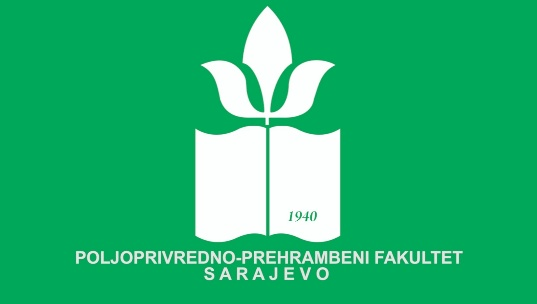 1940
POLJOPRIVREDNO-PREHRAMBENI FAKULTET
SARAJEVO